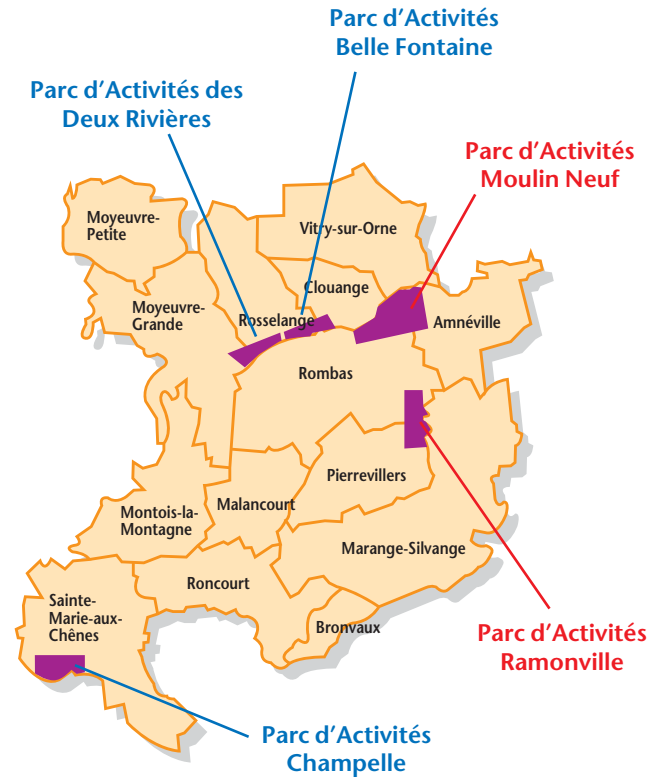 Parc d'Activités
Belle Fontaine
Parc d'Activités des
Deux Rivières
Parc d'Activités
Moulin Neuf
Moyeuvre-
Petite
Vitry-sur-Orne
Clouange
Moyeuvre-
Grande
Rosselange
Amnéville
Rombas
Pierrevillers
Malancourt
Montois-la-
Montagne
Marange-Silvange
Roncourt
Sainte-
Marie-aux-
Chênes
Bronvaux
Parc d'Activités
Ramonville
Parc d'Activités
Champelle